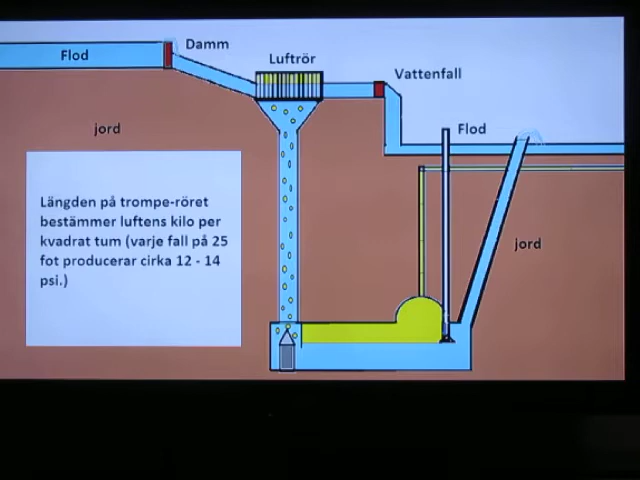 Damm
Flod
Luftrör
Vattenfall
jord
Flod
Längden på trompe-röret
bestämmer luftens kilo per
kvadrat tum (varje fall på 25
fot producerar cirka 12 - 14
psi.)
jord